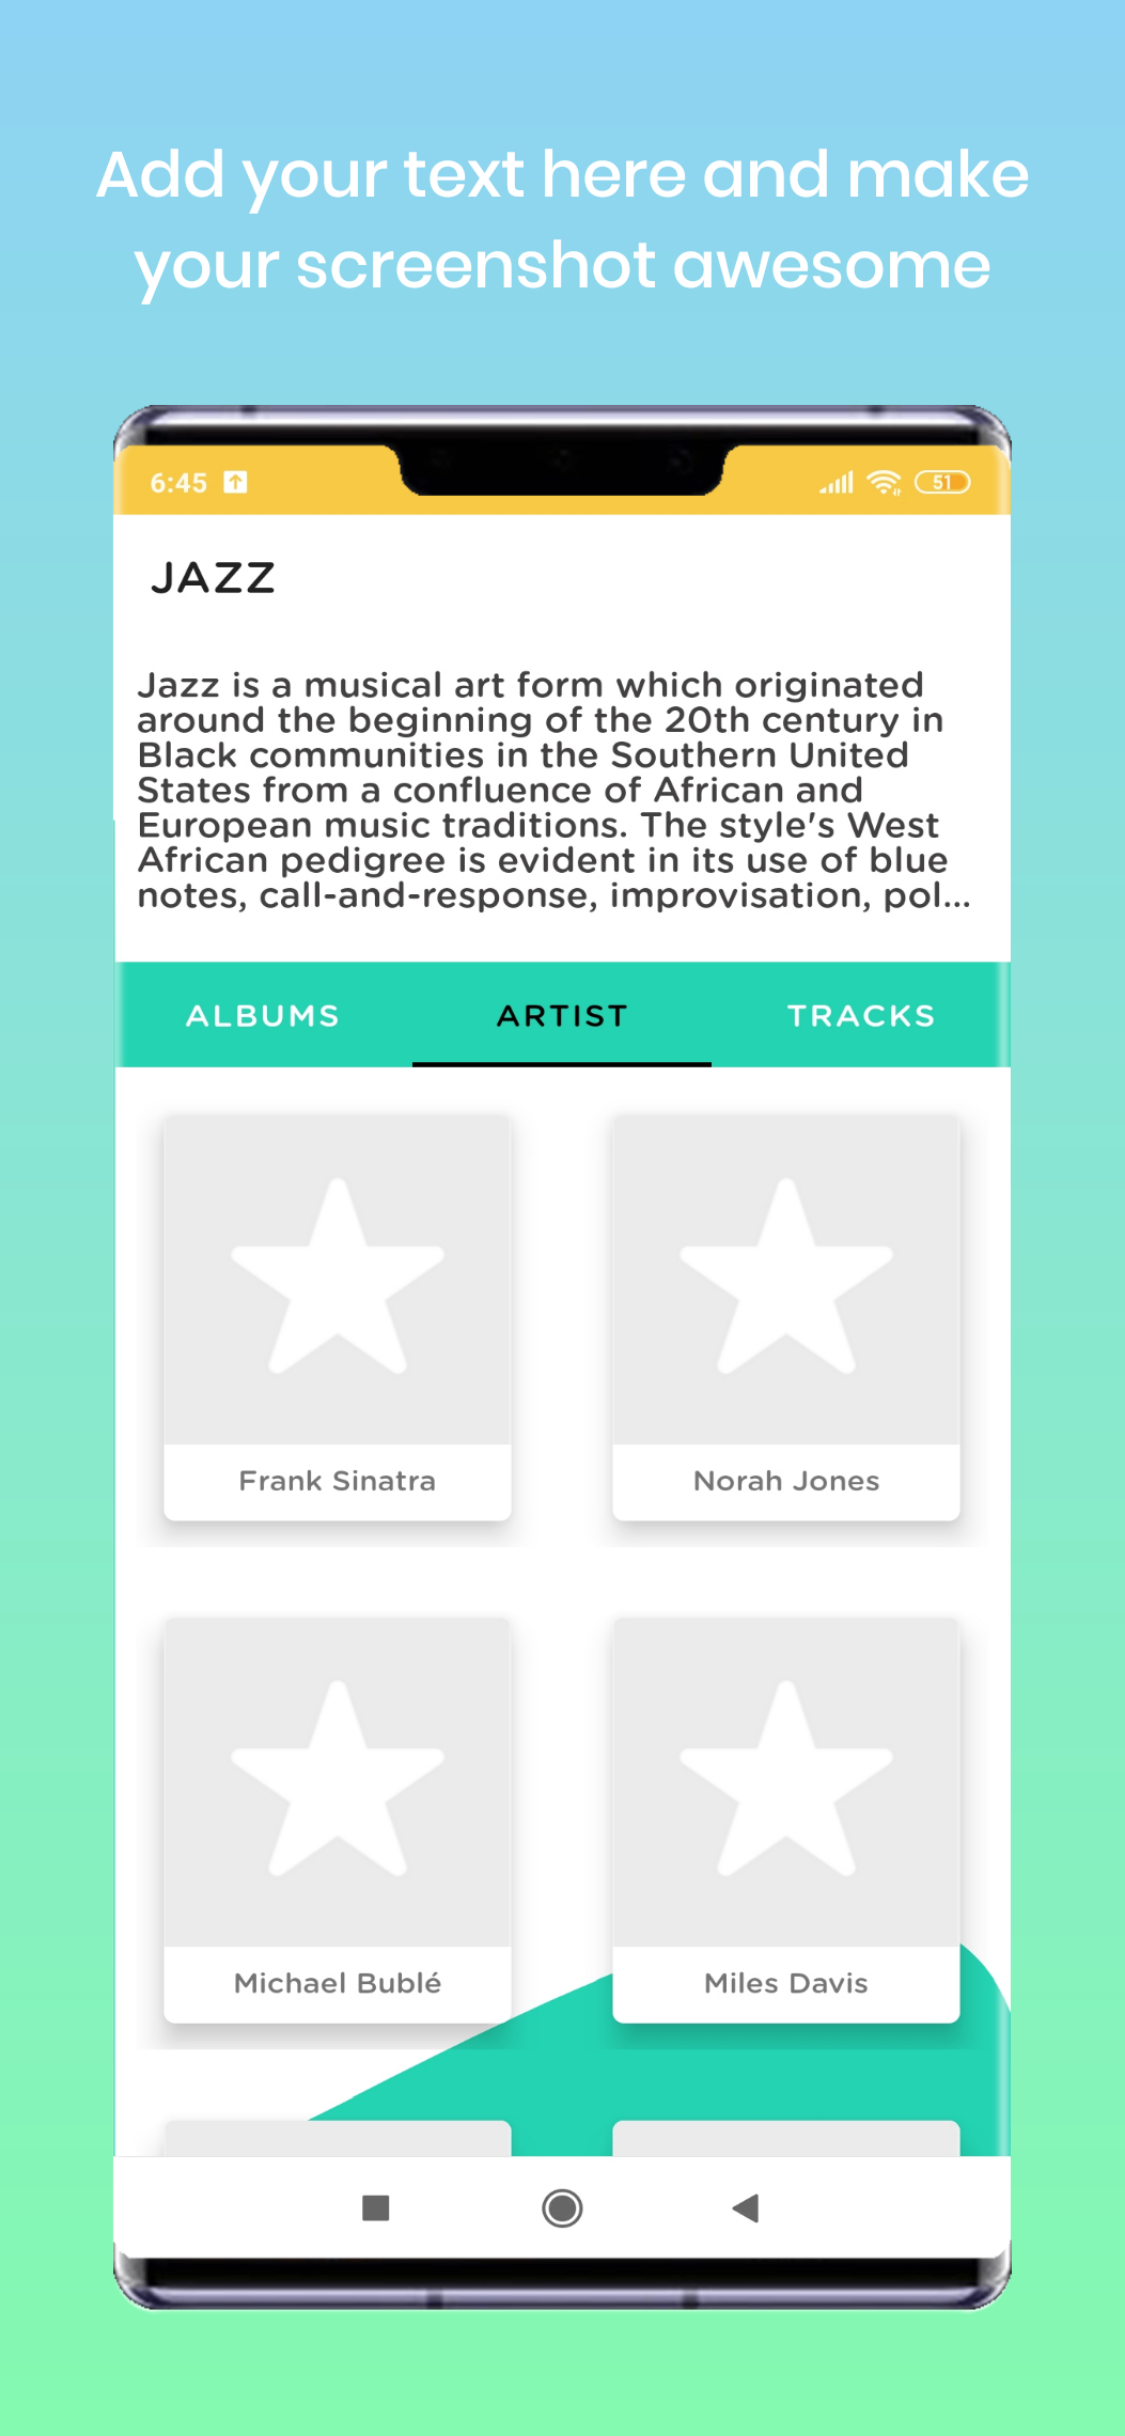 Add your text here and make
your screenshot awesome
6:45
51
JAZZ
Jazz is a musical art form which originated
around the beginning of the 20th century in
Black communities in the Southern United
States from a confluence of African and
European music traditions. The style's West
African pedigree is evident in its use of blue
notes, call-and-response, improvisation, pol...
ALBUMS ARTIST TRACKS
Frank Sinatra Norah Jones
Michael Bublé Miles Davis